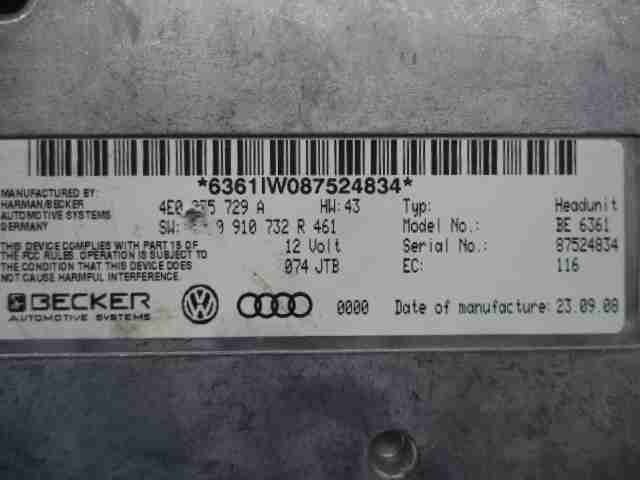 *6361IW087524834*
MANUFACTURED BY:
HARMAN/BECKER
AUTOMOTIVE SYSTEMS
GERMANY
4E0 729 A HW: 43 Typ: Headunit
SW: 910 732 R 461 Model No.: BE 6361
12 Volt Serial No.: 87524834
074 JTB EC: 116
THIS DEVICE COMPLIES WITH PART 15 OF
THE FCC RULES. OPERATION IS SUBJECT TO
THE CONDITION THAT THIS DEVICE DOES
NOT CAUSE HARMFUL INTERFERENCE.
BECKER
AUTOMOTIVE SYSTEMS
0000 Date of manufacture: 23.09.08